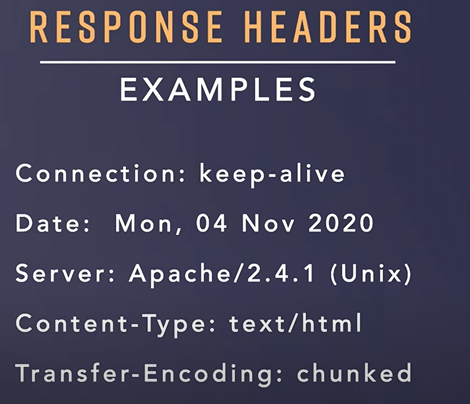 RESPONSE HEADERS
EXAMPLES
Connection: keep-alive
Date: Mon, 04 Nov 2020
Server: Apache/2.4.1 (Unix)
Content-Type: text/html
Transfer-Encoding: chunked